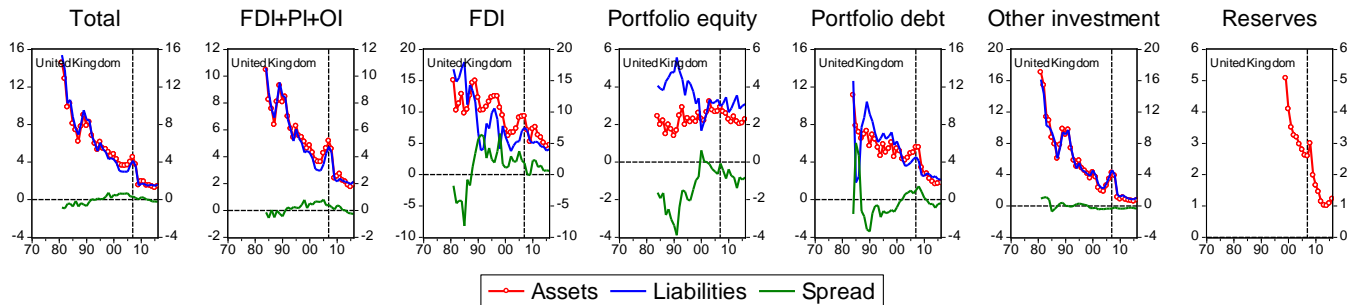 Total FDI+PI+OI FDI Portfolio equity Portfolio debt Other investment Reserves
16 16 12 12 20 20 6 6 16 16 20 20 6 6
United Kingdom United Kingdom United Kingdom United Kingdom United Kingdom United Kingdom United Kingdom
12 12 10 10 15 15 4 4 12 12 16 16 5 5
8 8 8 8 10 10 2 2 8 8 12 12 4 4
4 4 6 6 5 5 0 0 4 4 8 8 3 3
0 0 4 4 0 0 -2 -2 0 0 4 4 2 2
2 2 -5 -5 0 0 1 1
0 0
-4 -4 -2 -2 -10 -10 -4 -4 -4 -4 -4 -4 0 0
70 80 90 00 10 70 80 90 00 10 70 80 90 00 10 70 80 90 00 10 70 80 90 00 10 70 80 90 00 10 70 80 90 00 10
Assets Liabilities Spread